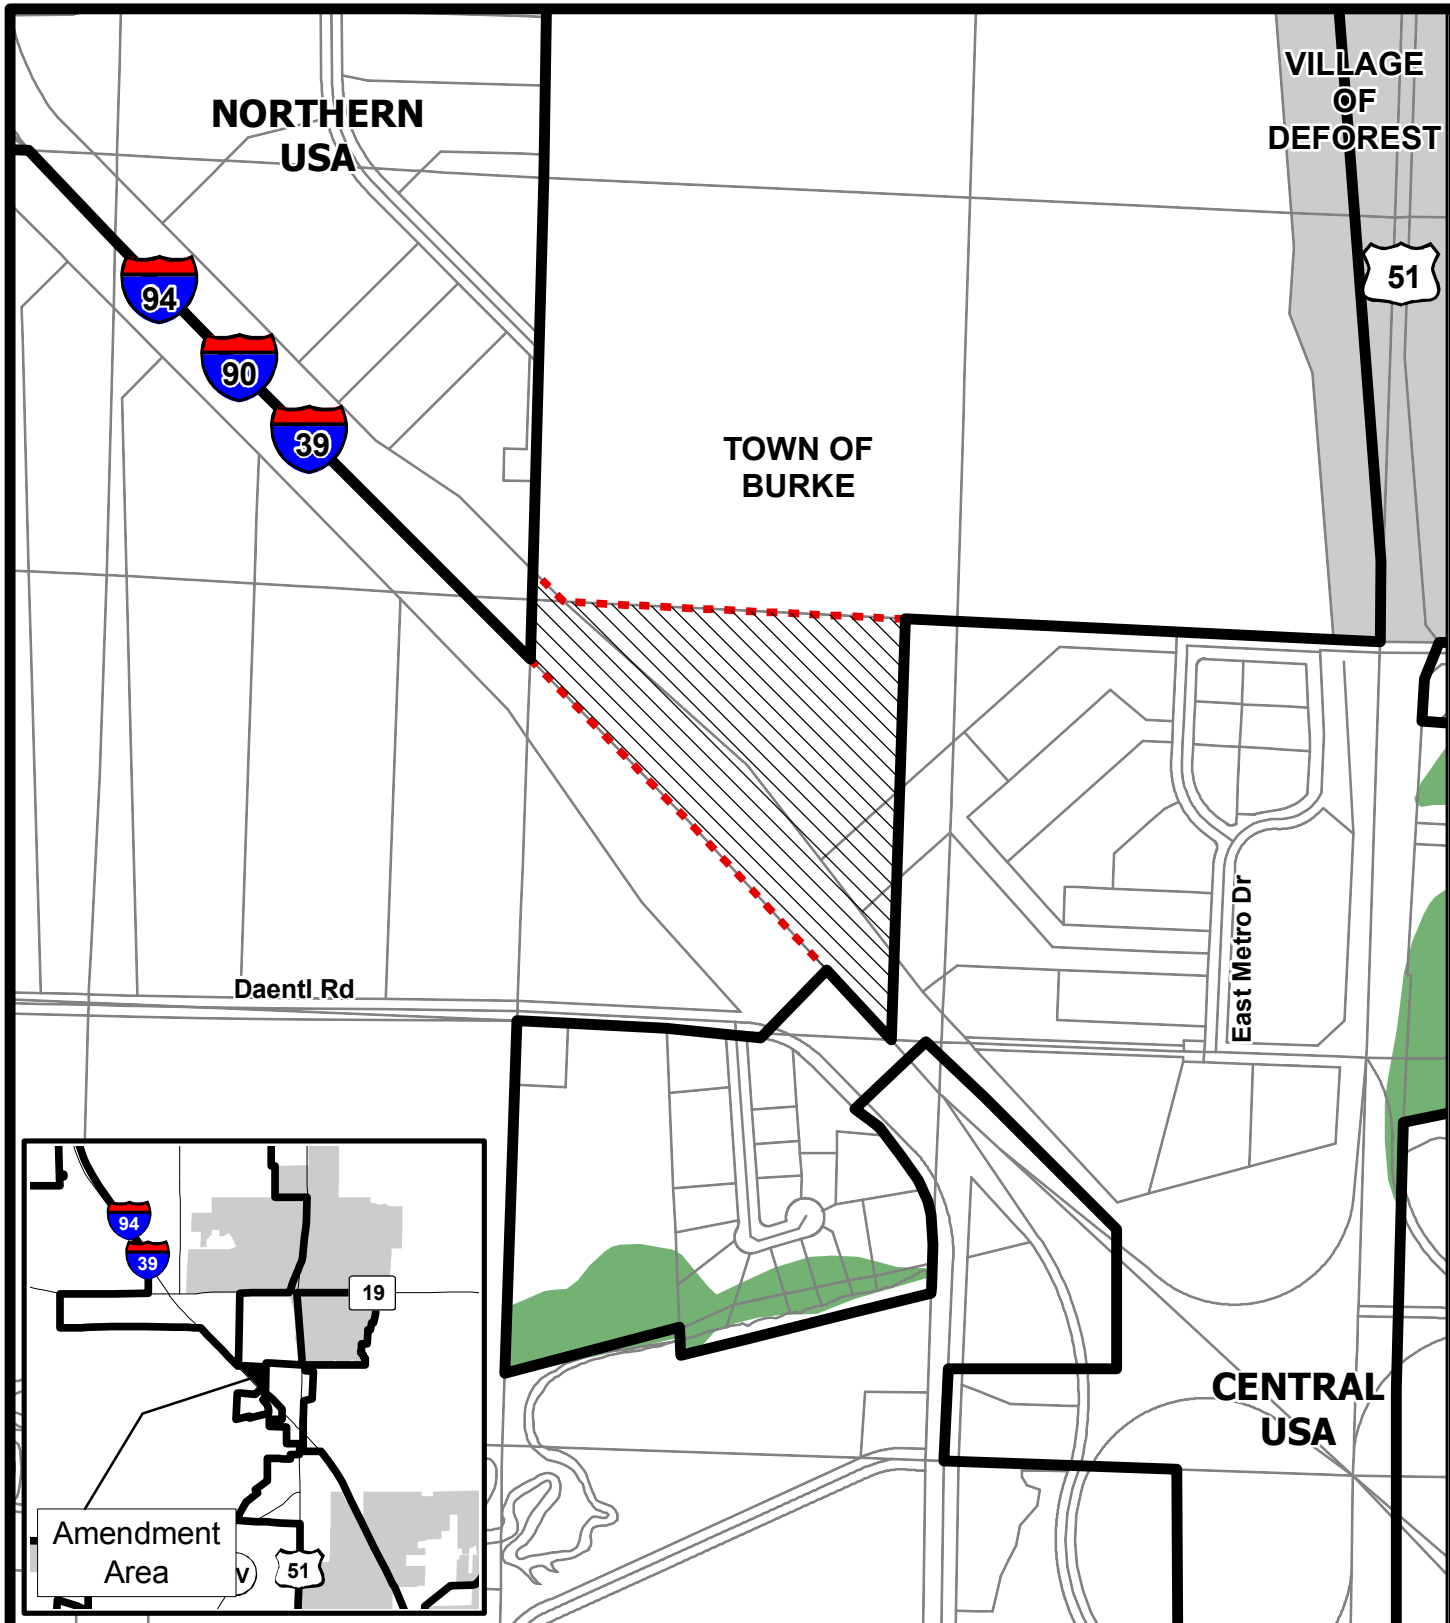 VILLAGE
OF
DEFOREST
NORTHERN
USA
51
94
90
39
TOWN OF
BURKE
East Metro Dr
Daentl Rd
94
39
19
CENTRAL
USA
Amendment
Area
V
51